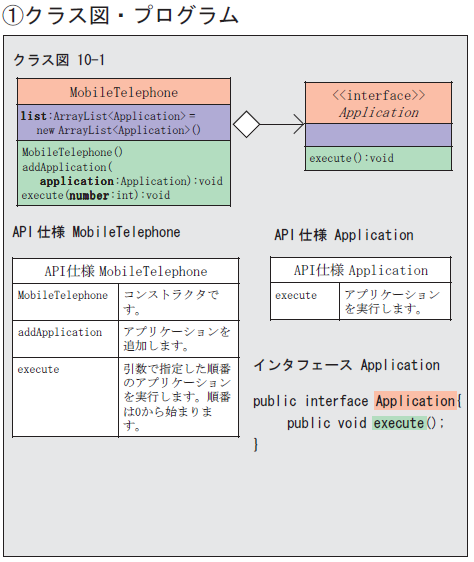 ①クラス図・プログラム
クラス図 10-1
MobileTelephone
list:ArrayList<Application>=
new ArrayList<Application>()
MobileTelephone()
addApplication(
application:Application):void
execute(number:int):void
<<interface>>
Application
execute():void
API仕様 MobileTelephone
API仕様 MobileTelephone
MobileTelephone
コンストラクタで
す。
addApplication
アプリケーションを
追加します。
execute
引数で指定した順番
のアプリケーション
を実行します。順番
は0から始まりま
す。
API仕様 Application
API仕様 Application
execute
アプリケーション
を実行します。
インタフェース Application
public interface Application{
public void execute();
}